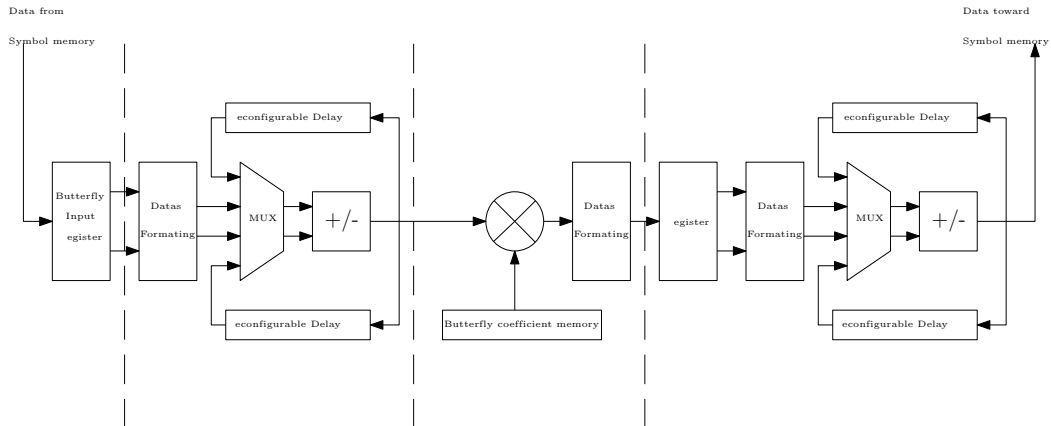 Data from
Symbol memory
Data toward
Symbol memory
econfigurable Delay
econfigurable Delay
Butterfly
Input
egister
Datas
Formating
MUX
+/-
Datas
Formating
egister
Datas
Formating
MUX
+/-
econfigurable Delay
Butterfly coefficient memory
econfigurable Delay